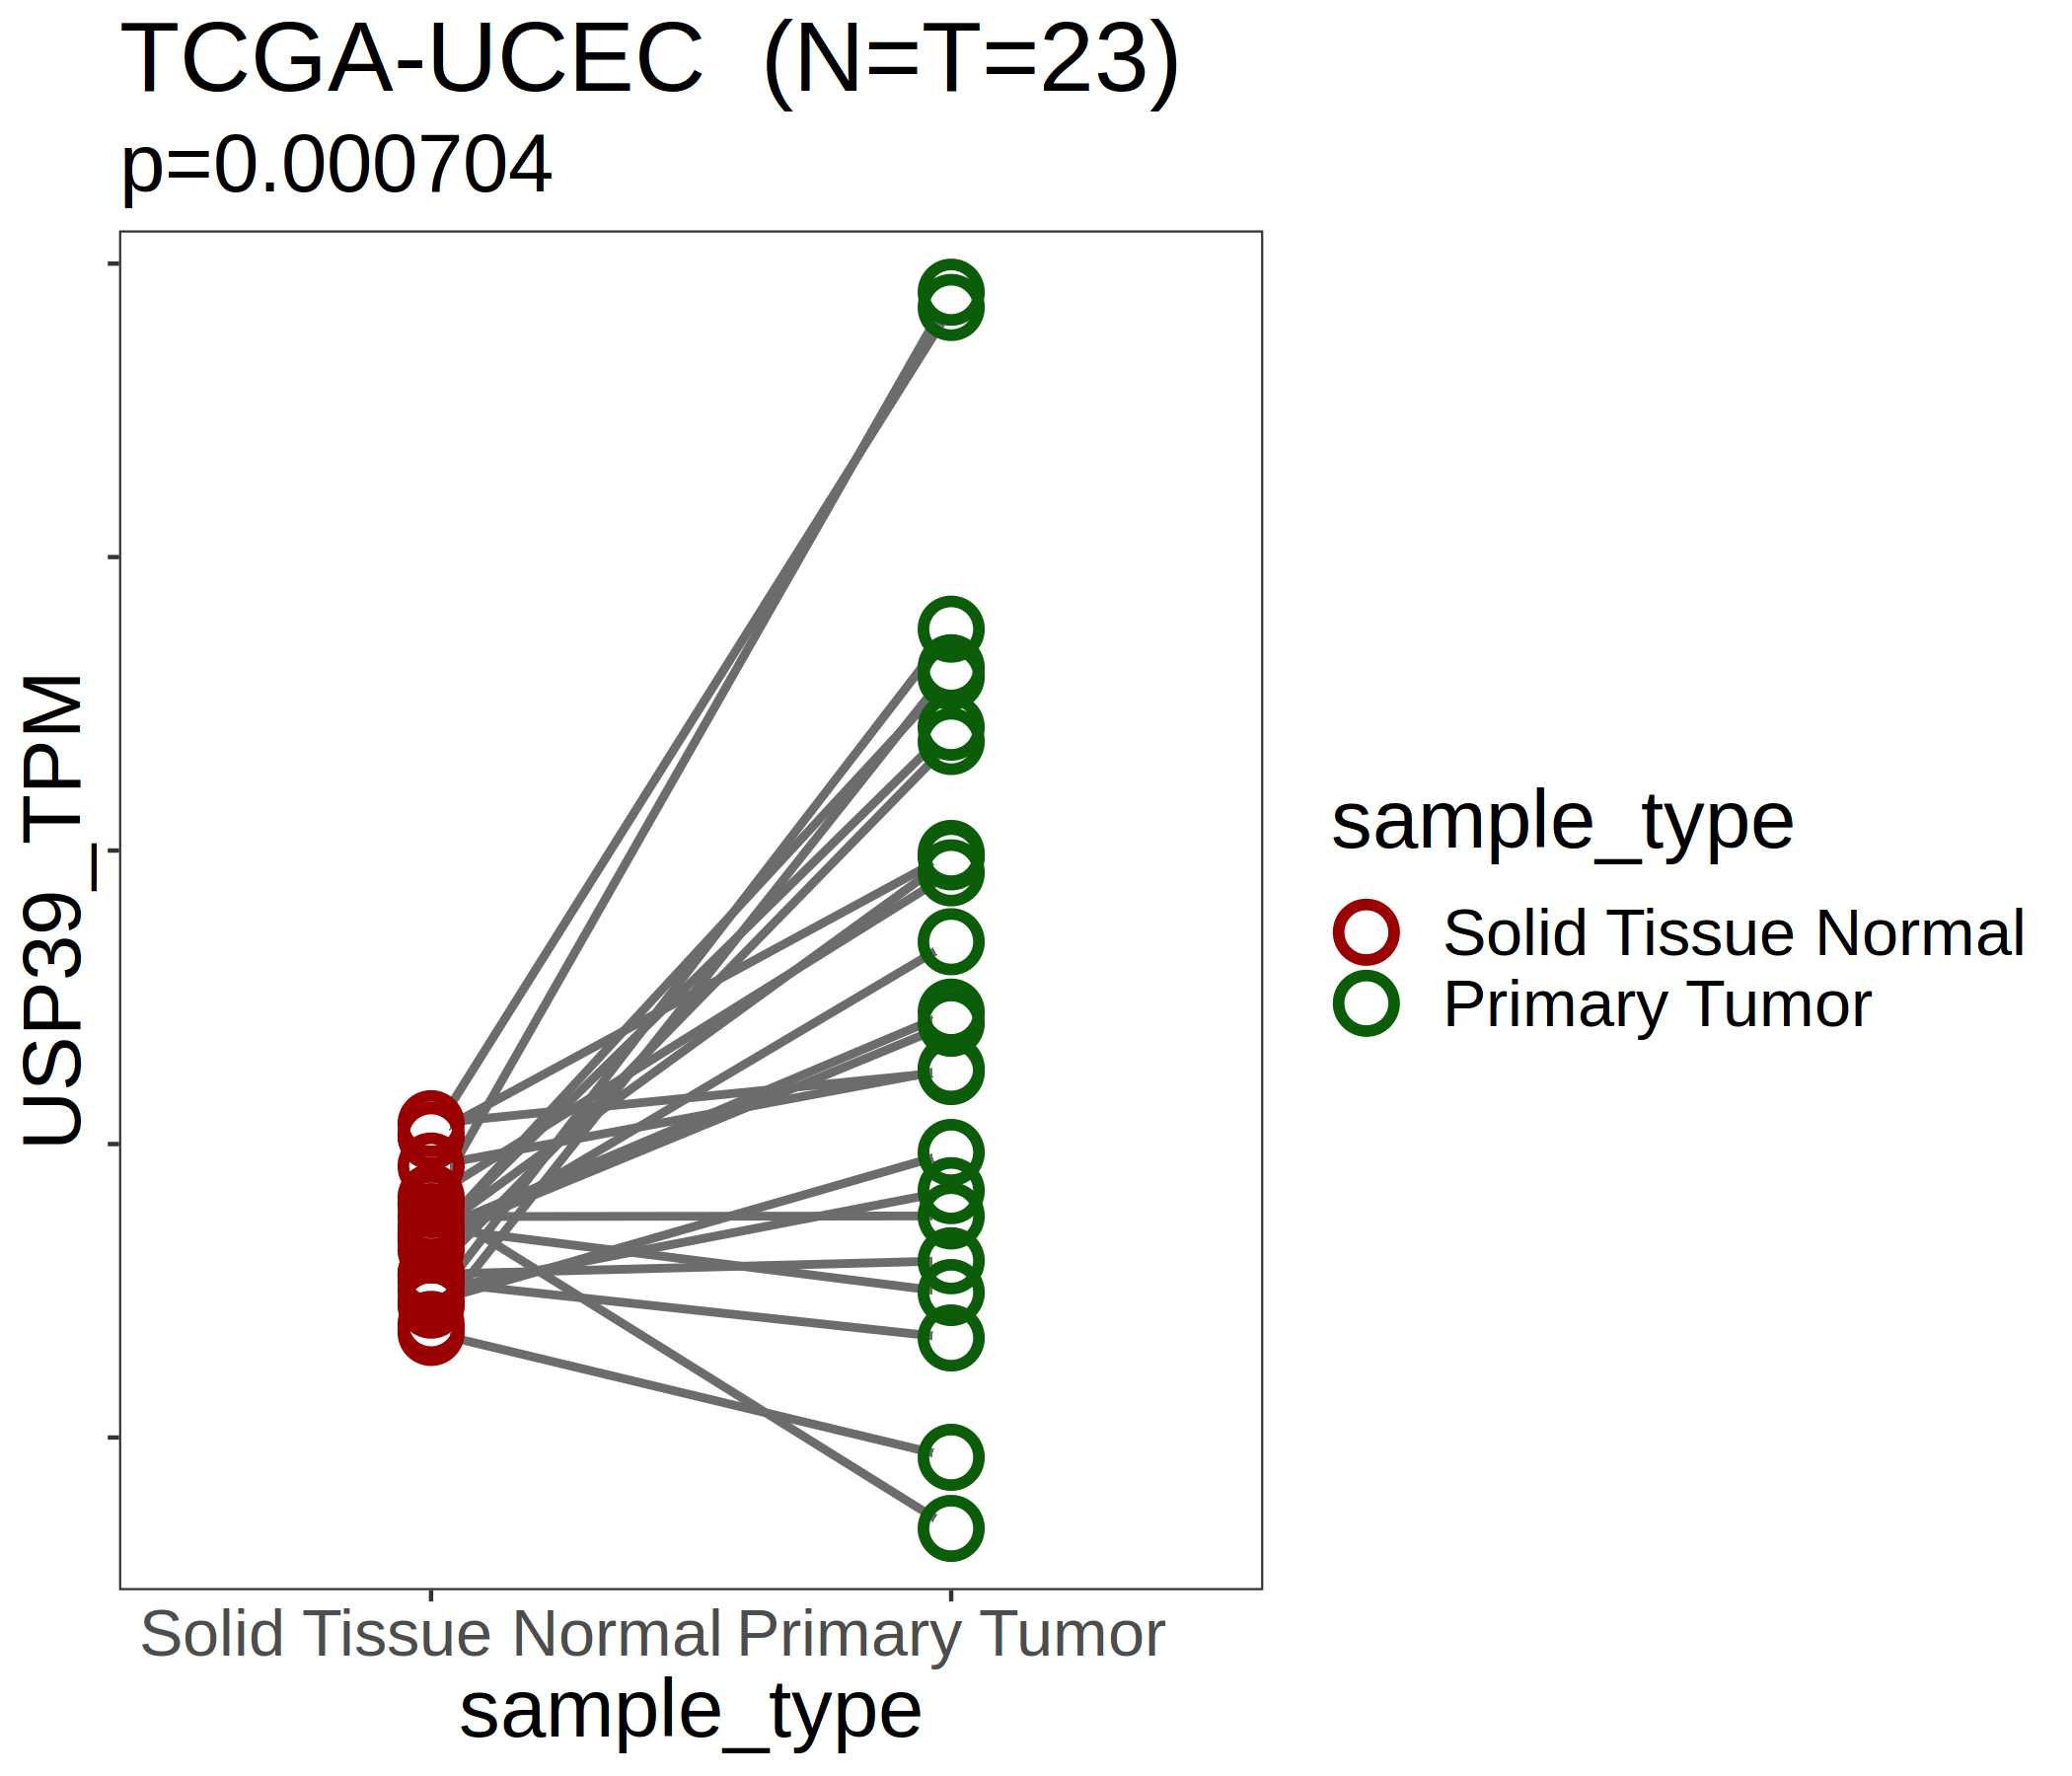 TCGA-UCEC  (N=T=23)
p=0.000704
USP39_TPM
sample_type
Solid Tissue Normal
Primary Tumor
Solid Tissue Normal Primary Tumor
sample_type